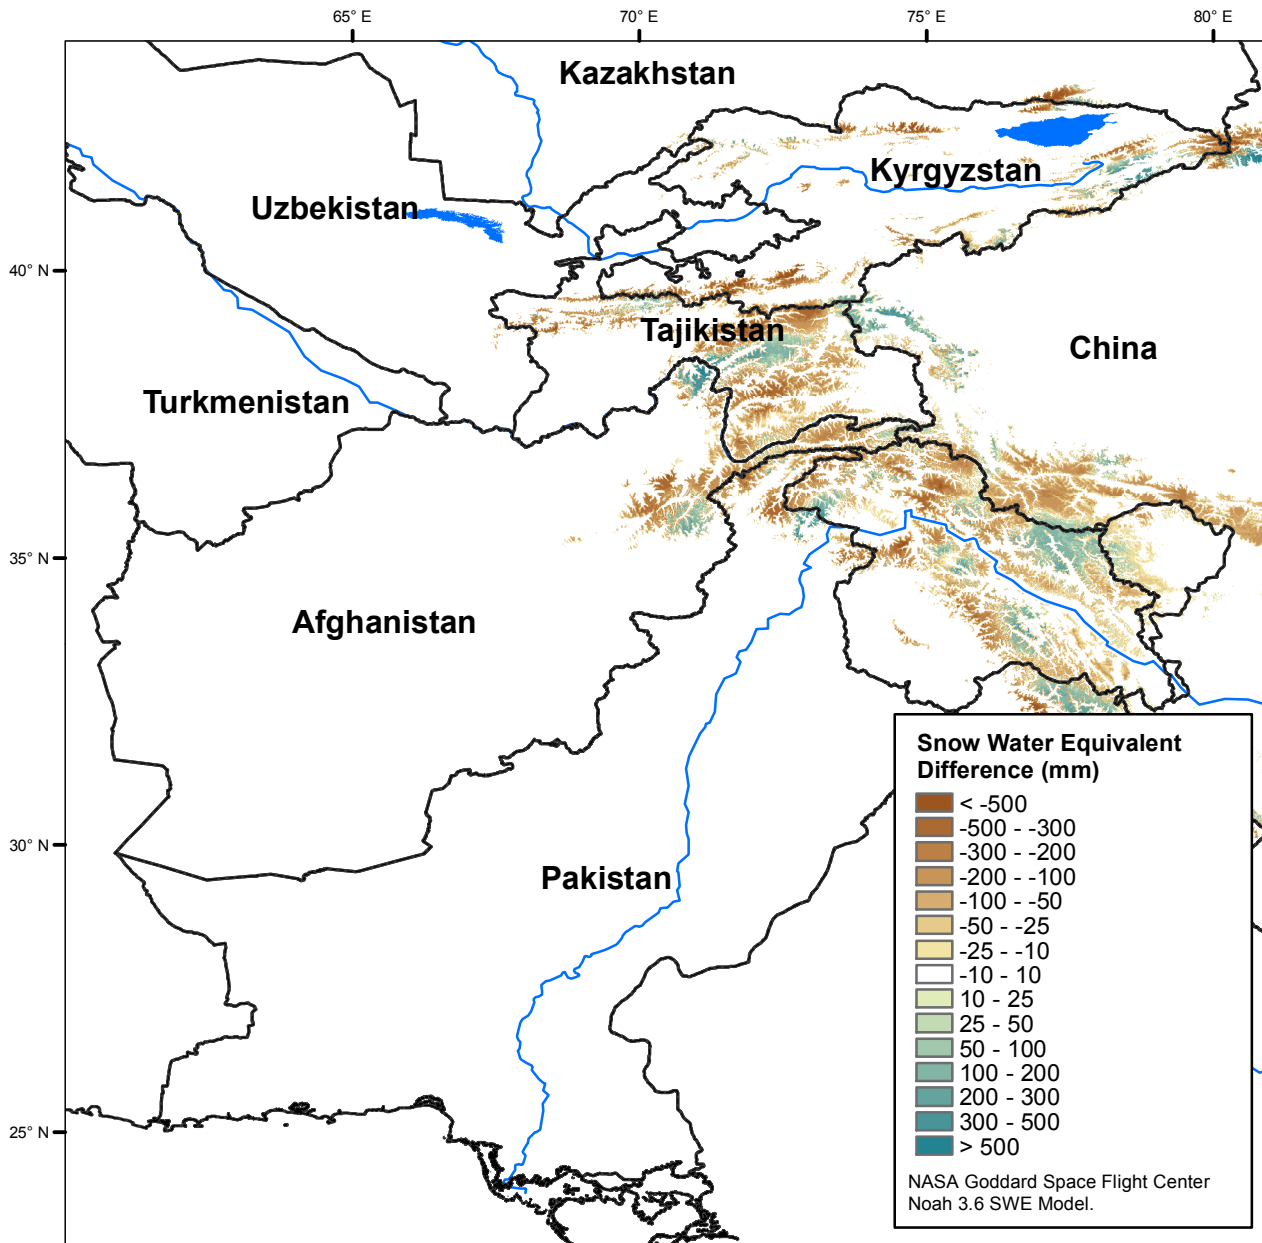 65° E
70° E
75° E
80° E
Kazakhstan
Kyrgyzstan
Uzbekistan
40° N
Tajikistan
China
Turkmenistan
35° N
Afghanistan
30° N
Pakistan
25° N
Snow Water Equivalent
Difference (mm)
< -500
-500 - -300
-300 - -200
-200 - -100
-100 - -50
-50 - -25
-25 - -10
-10 - 10
10 - 25
25 - 50
50 - 100
100 - 200
200 - 300
300 - 500
> 500
NASA Goddard Space Flight Center
Noah 3.6 SWE Model.